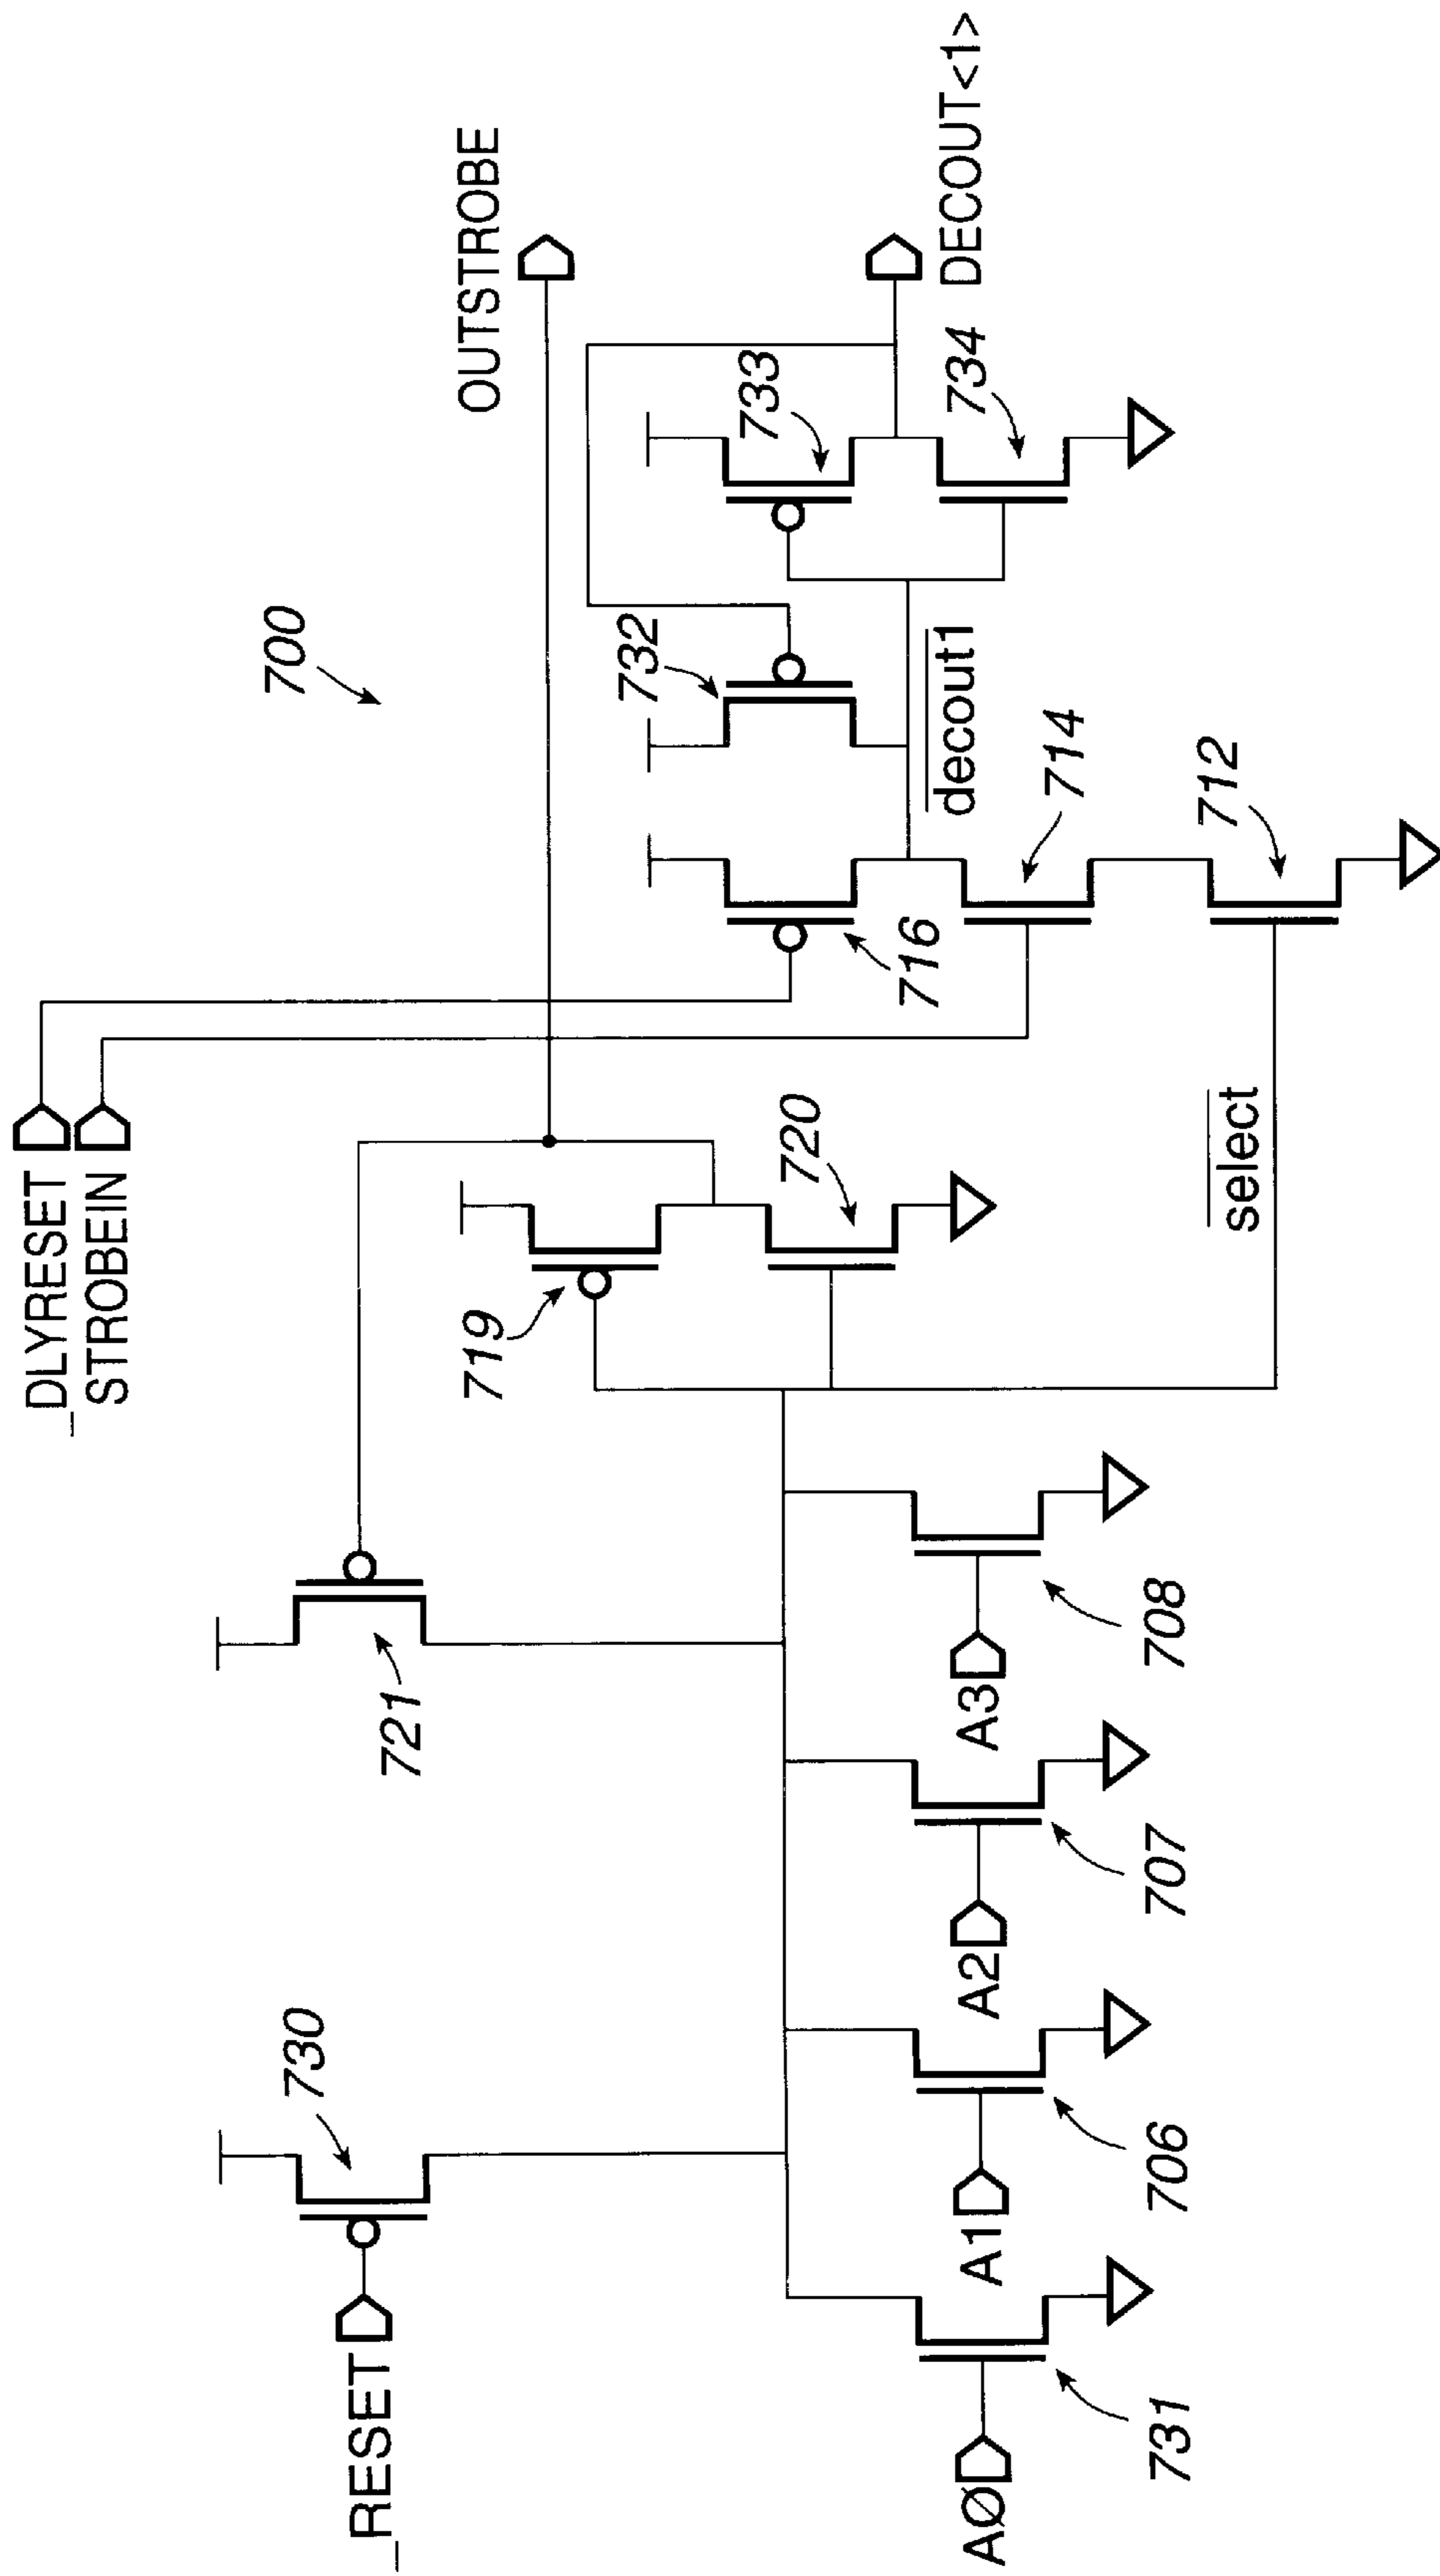 _DLYRESET
STROBEIN
700
OUTSTROBE
_RESET
730
721
719
720
732
733
716
decout1
734
DECOUT<1>
714
712
select
AØ
731
A1
706
A2
707
A3
708